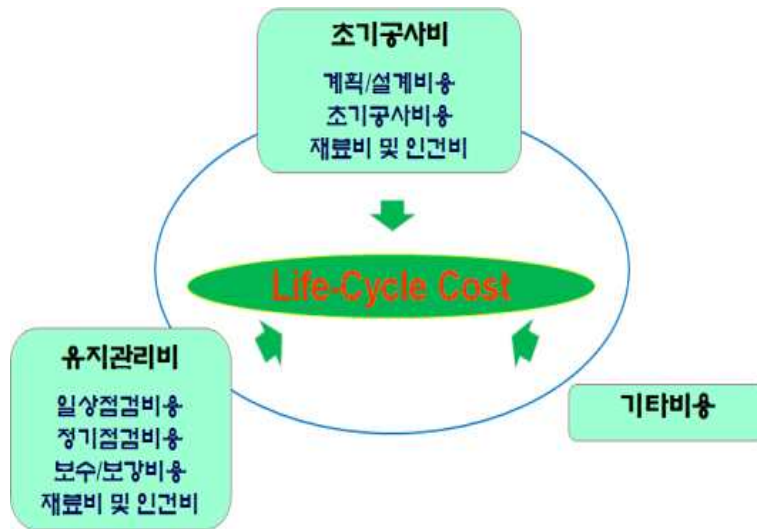 초기공사비
계획/설계비용
초기공사비용
재료비 및 인건비
Life-Cycle Cost
유지관리비
일상점검비용
정기점검비용
보수/보강비용
재료비 및 인건비
기타비용